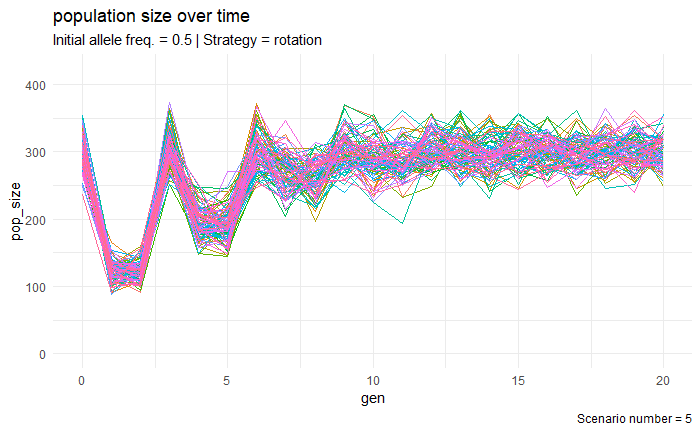 population size over time
Initial allele freq. = 0.5 | Strategy = rotation
400
300
200
100
0
pop_size
0
5
10
15
20
gen
Scenario number = 5